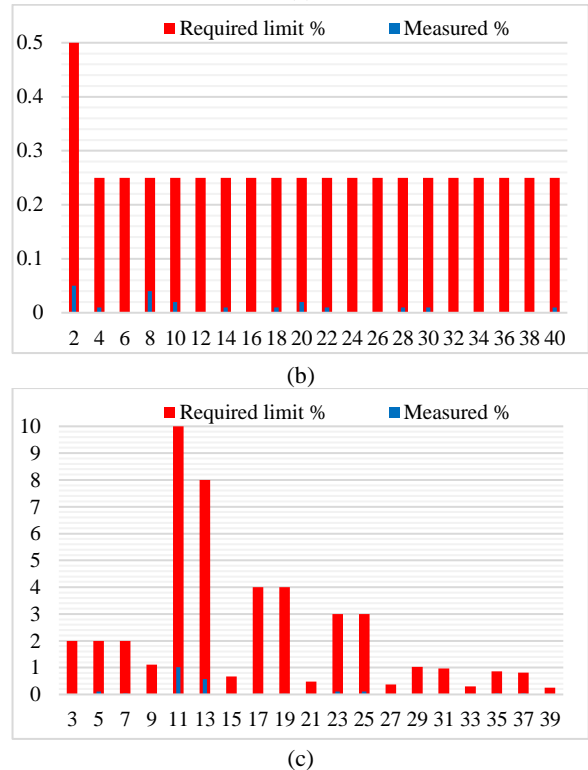 Required limit % Measured %
0.5
0.4
0.3
0.2
0.1
0
2 4 6 8 10 12 14 16 18 20 22 24 26 28 30 32 34 36 38 40
(b)
Required limit % Measured %
10
9
8
7
6
5
4
3
2
1
0
3 5 7 9 11 13 15 17 19 21 23 25 27 29 31 33 35 37 39
(c)